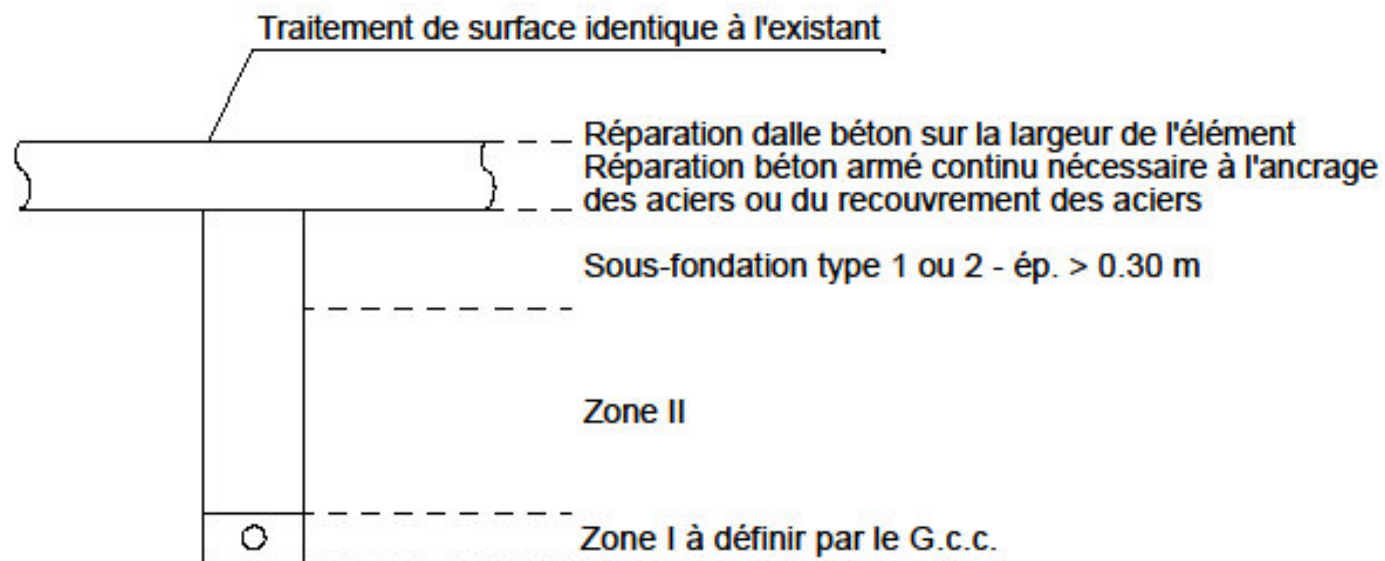 Traitement de surface identique à l'existant
Réparation dalle béton sur la largeur de l'élément
Réparation béton armé continu nécessaire à l'ancrage
des aciers ou du recouvrement des aciers
Sous-fondation type 1 ou 2 - ép. > 0.30 m
Zone II
Zone I à définir par le G.c.c.